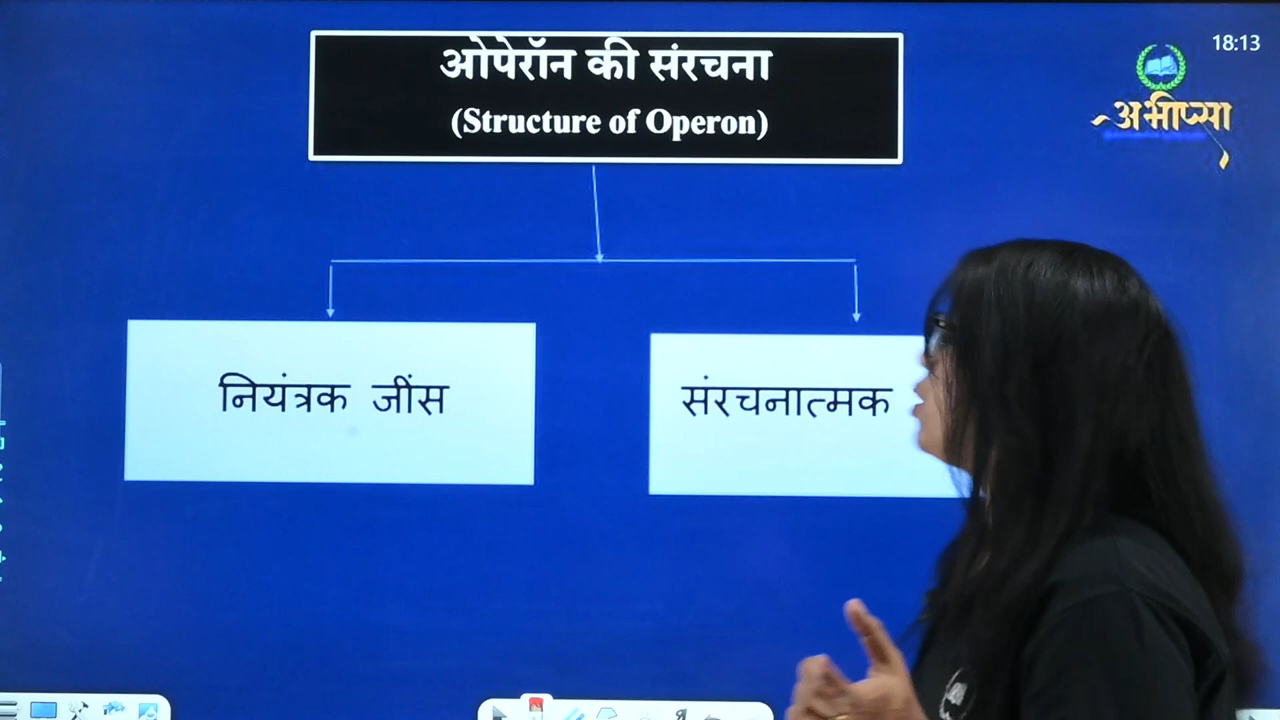 ओपेरॉन की संरचना
(Structure of Operon)
18:13
अभीप्सा
नियंत्रक जींस
संरचनात्मक